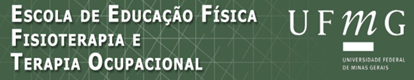 Escola de Educação Física
Fisioterapia e
Terapia Ocupacional
UFmG
UNIVERSIDADE FEDERAL
DE MINAS GERAIS